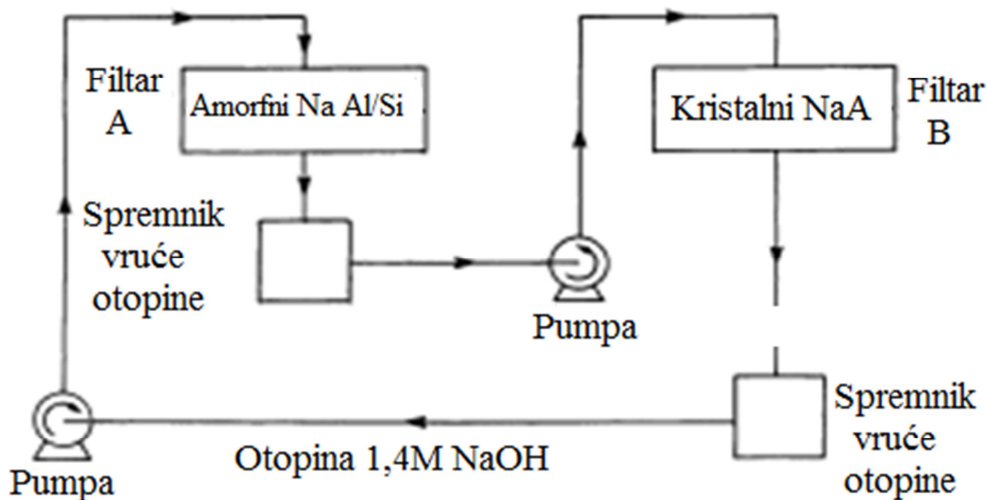 Filtar
A
Amorfni Na Al/Si
Kristalni NaA
Filtar
B
Spremnik
vruće
otopine
Pumpa
Pumpa
Otopina 1,4M NaOH
Spremnik
vruće
otopine